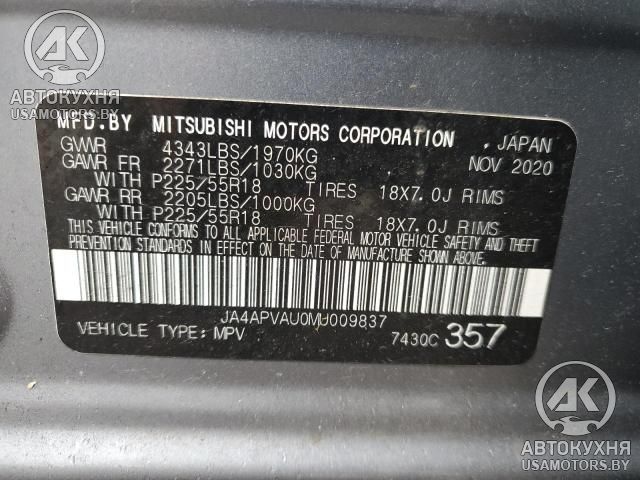 АК
АВТОКУХНЯ
USAMOTORS.BY
MFD.BY MITSUBISHI MOTORS CORPORATION , JAPAN
GVWR 4343LBS/1970KG NOV 2020
GAWR FR 2271LBS/1030KG
WITH P225/55R18 TIRES 18X7.0J RIMS
GAWR RR 2205LBS/1000KG
WITH P225/55R18 TIRES 18X7.0J RIMS
THIS VEHICLE CONFORMS TO ALL APPLICABLE FEDERAL MOTOR VEHICLE SAFETY AND THEFT
PREVENTION STANDARDS IN EFFECT ON THE DATE OF MANUFACTURE SHOWN ABOVE.
JA4APVAU0MU009837
VEHICLE TYPE: MPV 7430C 357
АК
АВТОКУХНЯ
USAMOTORS.BY